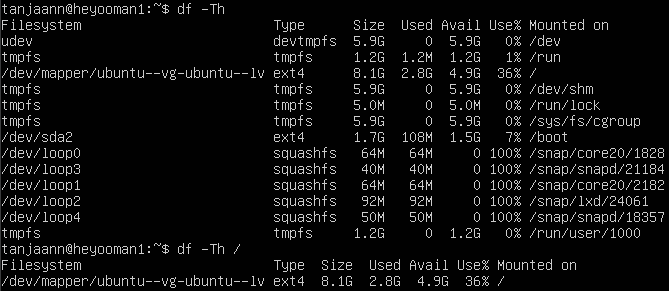 tanjaann@heyooman1:~$ df -Th
Filesystem Type Size Used Avail Use% Mounted on
udev devtmpfs 5.9G 0 5.9G 0% /dev
tmpfs tmpfs 1.2G 1.2M 1.2G 1% /run
/dev/mapper/ubuntu--vg-ubuntu--lv ext4 8.1G 2.8G 4.9G 36% /
tmpfs tmpfs 5.9G 0 5.9G 0% /dev/shm
tmpfs tmpfs 5.0M 0 5.0M 0% /run/lock
tmpfs tmpfs 5.9G 0 5.9G 0% /sys/fs/cgroup
/dev/sda2 ext4 1.7G 108M 1.5G 7% /boot
/dev/loop0 squashfs 64M 64M 0 100% /snap/core20/1828
/dev/loop3 squashfs 40M 40M 0 100% /snap/snapd/21184
/dev/loop1 squashfs 64M 64M 0 100% /snap/core20/2182
/dev/loop2 squashfs 92M 92M 0 100% /snap/lxd/24061
/dev/loop4 squashfs 50M 50M 0 100% /snap/snapd/18357
tmpfs tmpfs 1.2G 0 1.2G 0% /run/user/1000
tanjaann@heyooman1:~$ df -Th /
Filesystem Type Size Used Avail Use% Mounted on
/dev/mapper/ubuntu--vg-ubuntu--lv ext4 8.1G 2.8G 4.9G 36% /